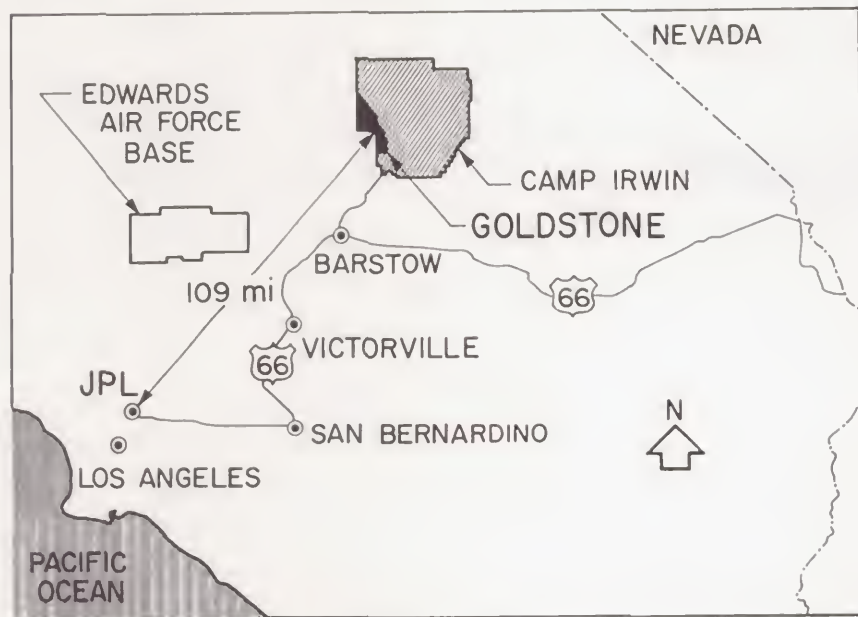 NEVADA
EDWARDS
AIR FORCE
BASE
CAMP IRWIN
GOLDSTONE
BARSTOW
109 mi
66
VICTORVILLE
66
JPL
N
SAN BERNARDINO
LOS ANGELES
PACIFIC
OCEAN